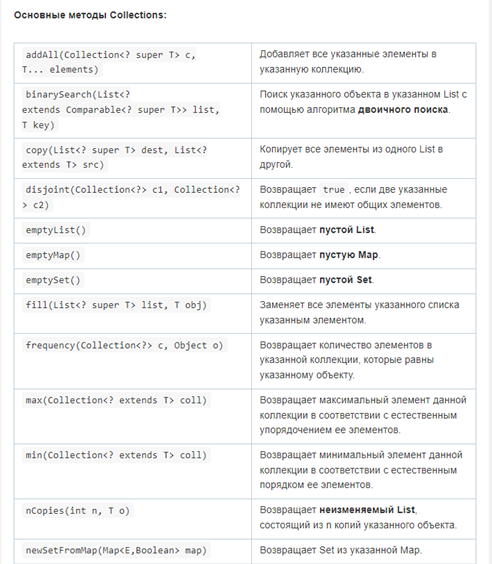 Основные методы Collections:
addAll(Collection<? super T> c,
T... elements)
Добавляет все указанные элементы в
указанную коллекцию.
binarySearch(List<?
extends Comparable<? super T>> list,
T key)
Поиск указанного объекта в указанном List с
помощью алгоритма двоичного поиска.
copy(List<? super T> dest, List<?
extends T> src)
Копирует все элементы из одного List в
другой.
disjoint(Collection<?> c1, Collection<?
> c2)
Возвращает true , если две указанные
коллекции не имеют общих элементов.
emptyList()
Возвращает пустой List.
emptyMap()
Возвращает пустую Map.
emptySet()
Возвращает пустой Set.
fill(List<? super T> list, T obj)
Заменяет все элементы указанного списка
указанным элементом.
frequency(Collection<?> c, Object o)
Возвращает количество элементов в
указанной коллекции, которые равны
указанному объекту.
max(Collection<? extends T> coll)
Возвращает максимальный элемент данной
коллекции в соответствии с естественным
упорядочением ее элементов.
min(Collection<? extends T> coll)
Возвращает минимальный элемент данной
коллекции в соответствии с естественным
порядком ее элементов.
nCopies(int n, T o)
Возвращает неизменяемый List,
состоящий из n копий указанного объекта.
newSetFromMap(Map<E,Boolean> map)
Возвращает Set из указанной Map.